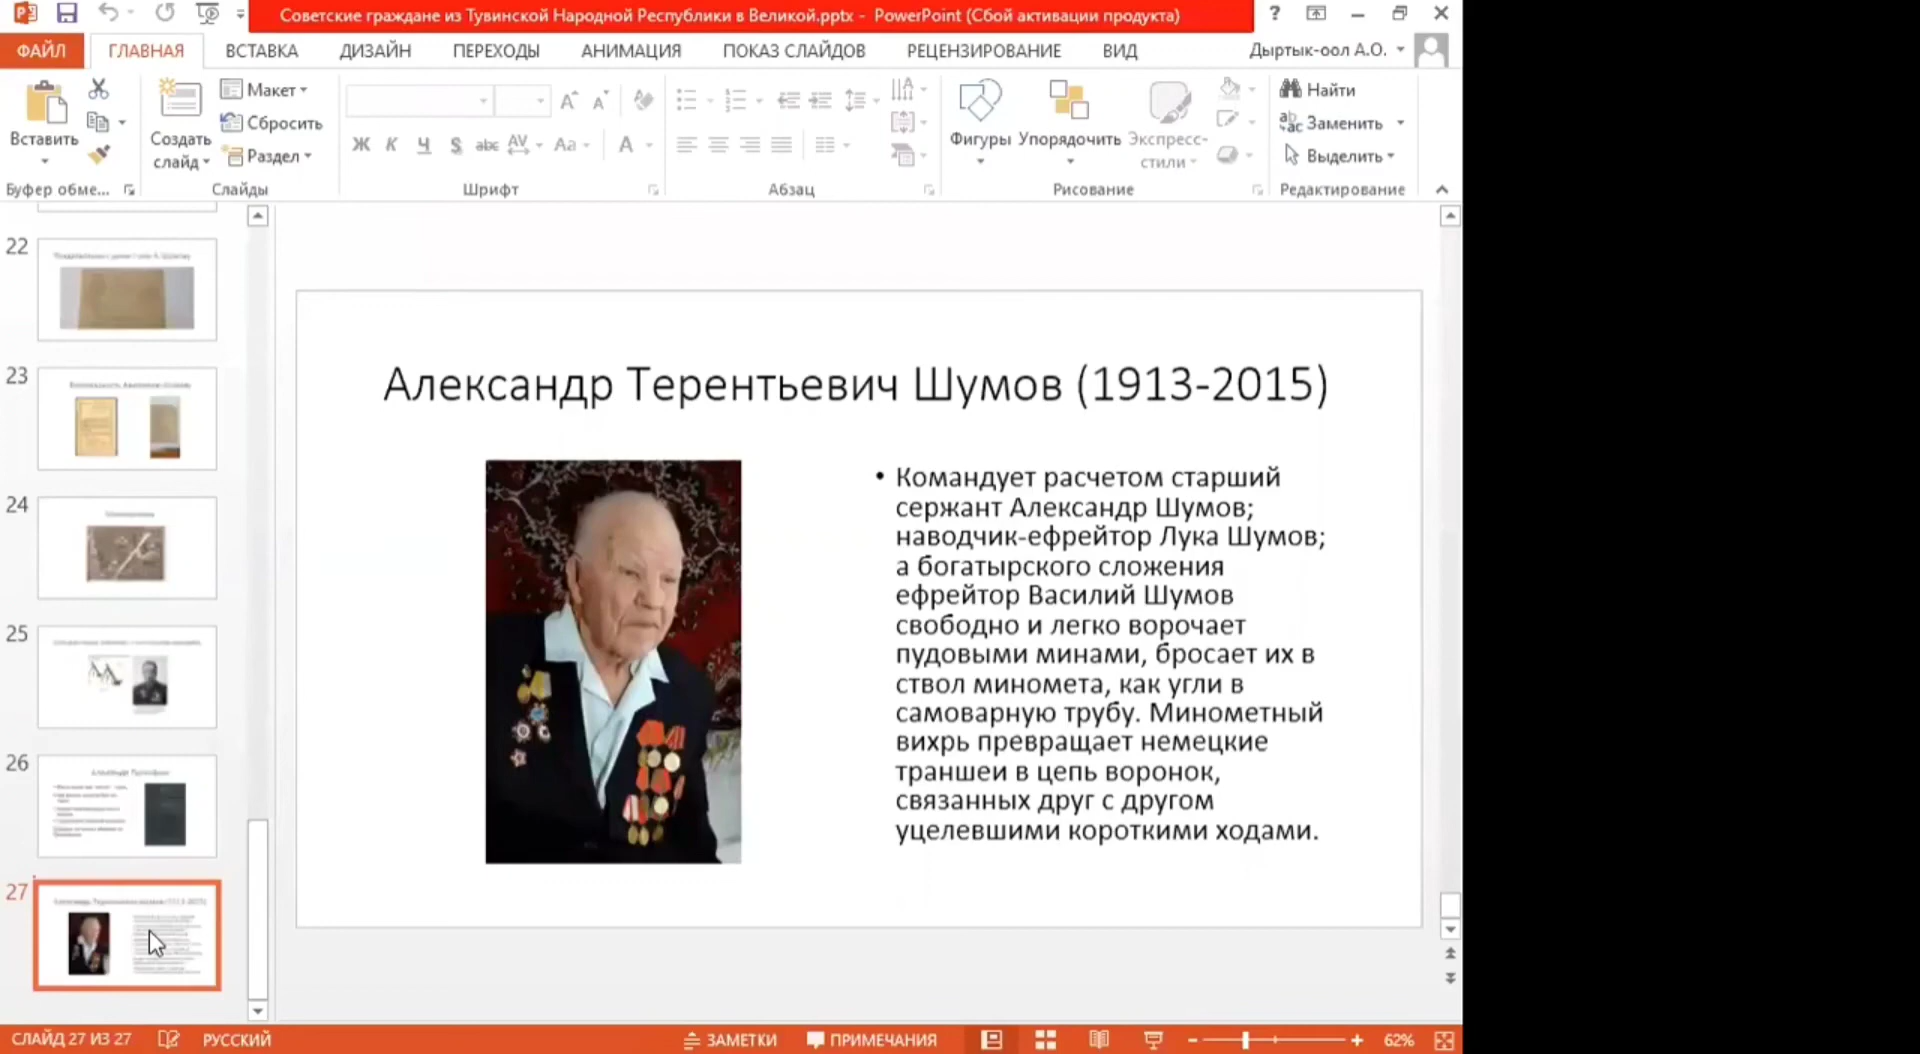 Советские граждане из Тувинской Народной Республики в Великой.pptx - PowerPoint (Сбой активации продукта)
ФАЙЛ ГЛАВНАЯ ВСТАВКА ДИЗАЙН ПЕРЕХОДЫ АНИМАЦИЯ ПОКАЗ СЛАЙДОВ РЕЦЕНЗИРОВАНИЕ ВИД Дыртык-оол А.О.
Вставить
Создать
слайд
Макет
Сбросить
Раздел
Ж К Ч S abc AV Aa A
Фигуры Упорядочить Экспресс-
стили
Найти
Заменить
Выделить
Буфер обме... Слайды Шрифт Абзац Рисование Редактирование
22
23
24
25
26
27
Александр Терентьевич Шумов (1913-2015)
• Командует расчетом старший
сержант Александр Шумов;
наводчик-ефрейтор Лука Шумов;
а богатырского сложения
ефрейтор Василий Шумов
свободно и легко ворочает
пудовыми минами, бросает их в
ствол миномета, как угли в
самоварную трубу. Минометный
вихрь превращает немецкие
траншеи в цепь воронок,
связанных друг с другом
уцелевшими короткими ходами.
СЛАЙД 27 ИЗ 27 РУССКИЙ ЗАМЕТКИ ПРИМЕЧАНИЯ 62%